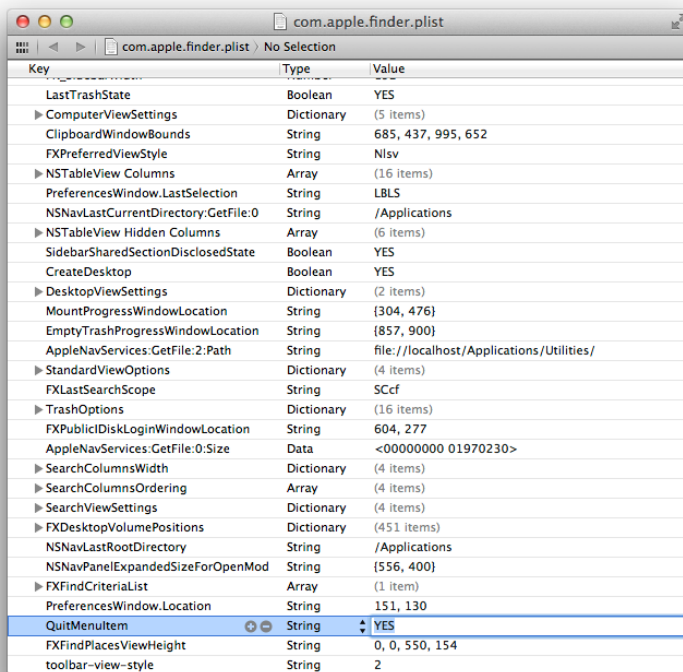 com.apple.finder.plist
com.apple.finder.plist No Selection
Key Type Value
LastTrashState Boolean YES
ComputerViewSettings Dictionary (5 items)
ClipboardWindowBounds String 685, 437, 995, 652
FXPreferredViewStyle String Nlsv
NSTableView Columns Array (16 items)
PreferencesWindow.LastSelection String LBLS
NSNavLastCurrentDirectory:GetFile:0 String /Applications
NSTableView Hidden Columns Array (6 items)
SidebarSharedSectionDisclosedState Boolean YES
CreateDesktop Boolean YES
DesktopViewSettings Dictionary (2 items)
MountProgressWindowLocation String {304, 476}
EmptyTrashProgressWindowLocation String {857, 900}
AppleNavServices:GetFile:2:Path String file://localhost/Applications/Utilities/
StandardViewOptions Dictionary (4 items)
FXLastSearchScope String SCcf
TrashOptions Dictionary (16 items)
FXPublicIDiskLoginWindowLocation String 604, 277
AppleNavServices:GetFile:0:Size Data <00000000 01970230>
SearchColumnsWidth Dictionary (4 items)
SearchColumnsOrdering Array (4 items)
SearchViewSettings Dictionary (4 items)
FXDesktopVolumePositions Dictionary (451 items)
NSNavLastRootDirectory String /Applications
NSNavPanelExpandedSizeForOpenMod String {556, 400}
FXFindCriteriaList Array (1 item)
PreferencesWindow.Location String 151, 130
QuitMenuItem String YES
FXFindPlacesViewHeight String 0, 0, 550, 154
toolbar-view-style String 2